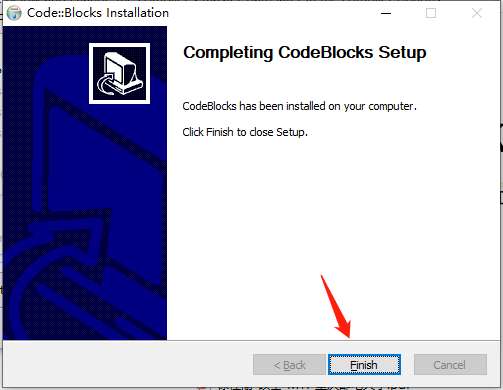 Code::Blocks Installation
Completing CodeBlocks Setup
CodeBlocks has been installed on your computer.
Click Finish to close Setup.
< Back
Finish
Cancel